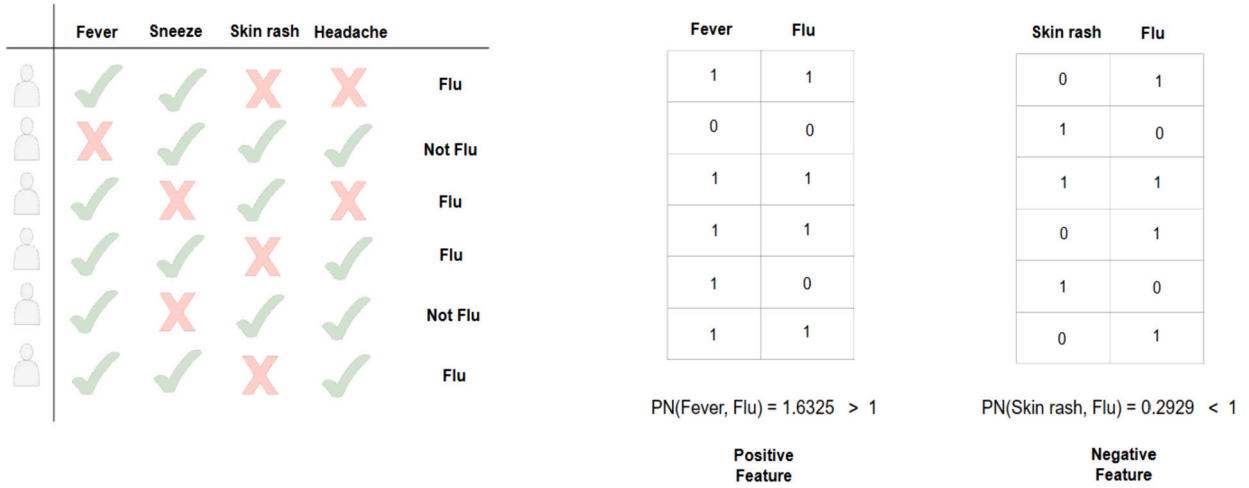 Fever Sneeze Skin rash Headache
Flu
Not Flu
Flu
Flu
Not Flu
Flu
Fever Flu
1 1
0 0
1 1
1 1
1 0
1 1
PN(Fever, Flu) = 1.6325 > 1
Positive
Feature
Skin rash Flu
0 1
1 0
1 1
0 1
1 0
0 1
PN(Skin rash, Flu) = 0.2929 < 1
Negative
Feature